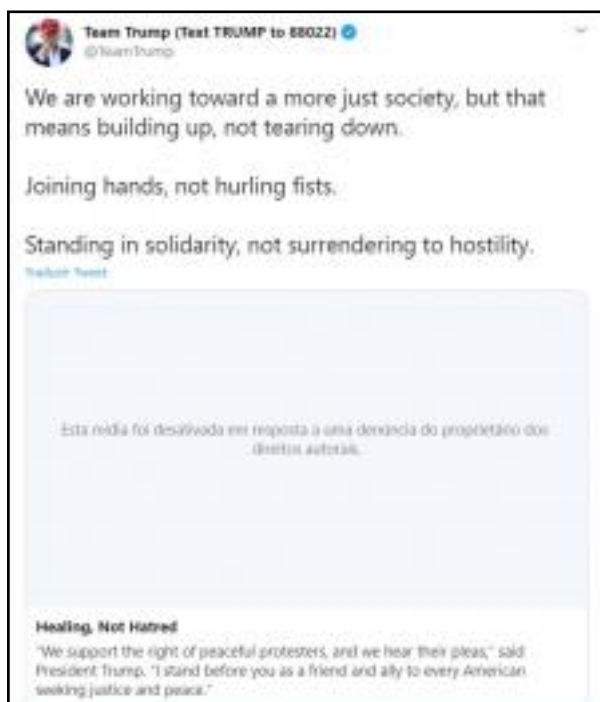 Team Trump (Text TRUMP to 88022)
@TeamTrump
We are working toward a more just society, but that
means building up, not tearing down.
Joining hands, not hurling fists.
Standing in solidarity, not surrendering to hostility.
Traduzir Tweet
Esta mídia foi desativada em resposta a uma denúncia do proprietário dos
direitos autorais.
Healing, Not Hatred
"We support the right of peaceful protesters, and we hear their pleas," said
President Trump. "I stand before you as a friend and ally to every American
seeking justice and peace."